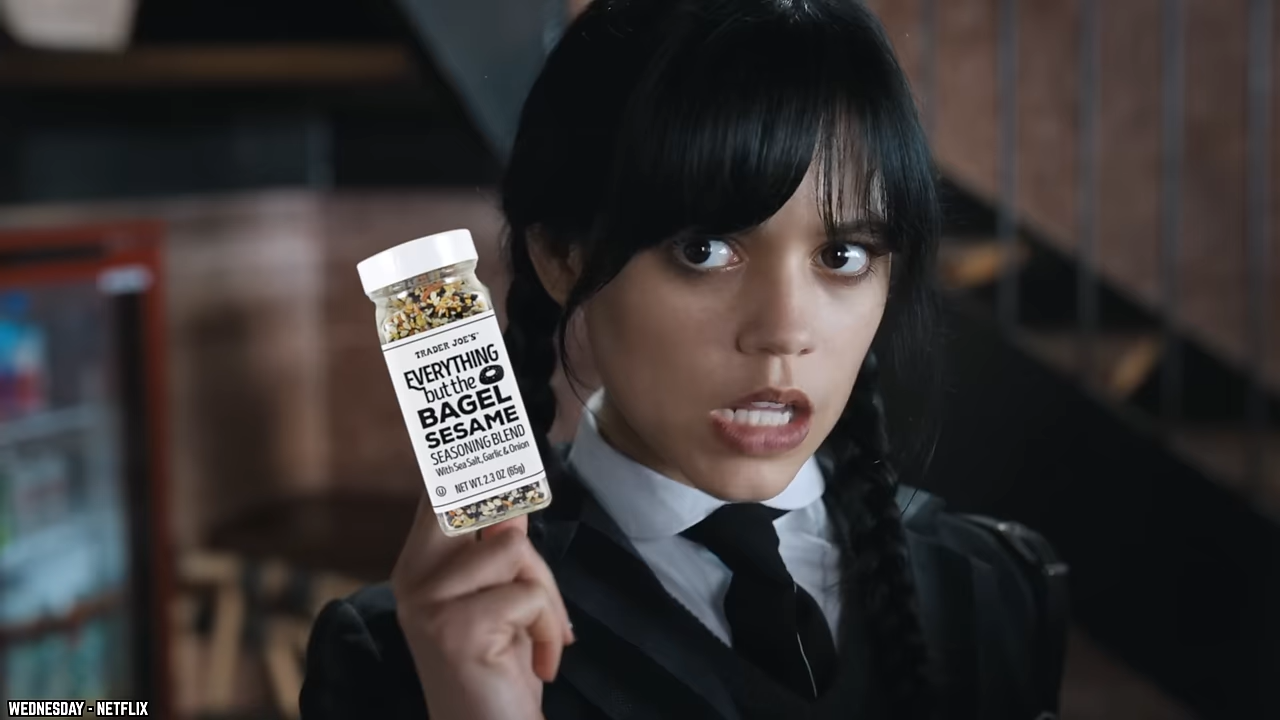 TRADER JOE'S
EVERYTHING
but the
BAGEL
SESAME
SEASONING BLEND
With Sea Salt, Garlic & Onion
U NET WT. 2.3 OZ (65g)
WEDNESDAY - NETFLIX